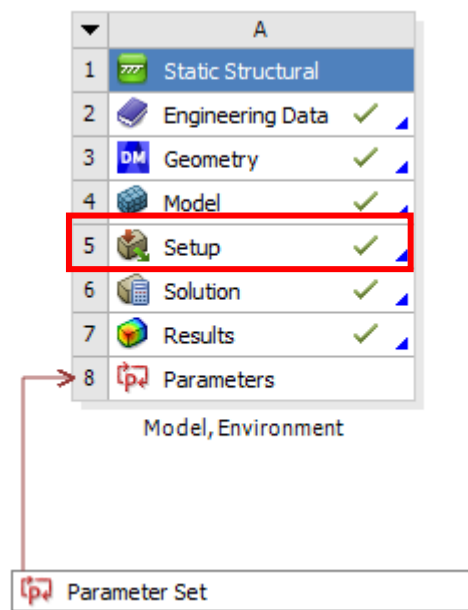 A
1 Static Structural
2 Engineering Data
3 DM Geometry
4 Model
5 Setup
6 Solution
7 Results
8 Parameters
Model, Environment
Parameter Set